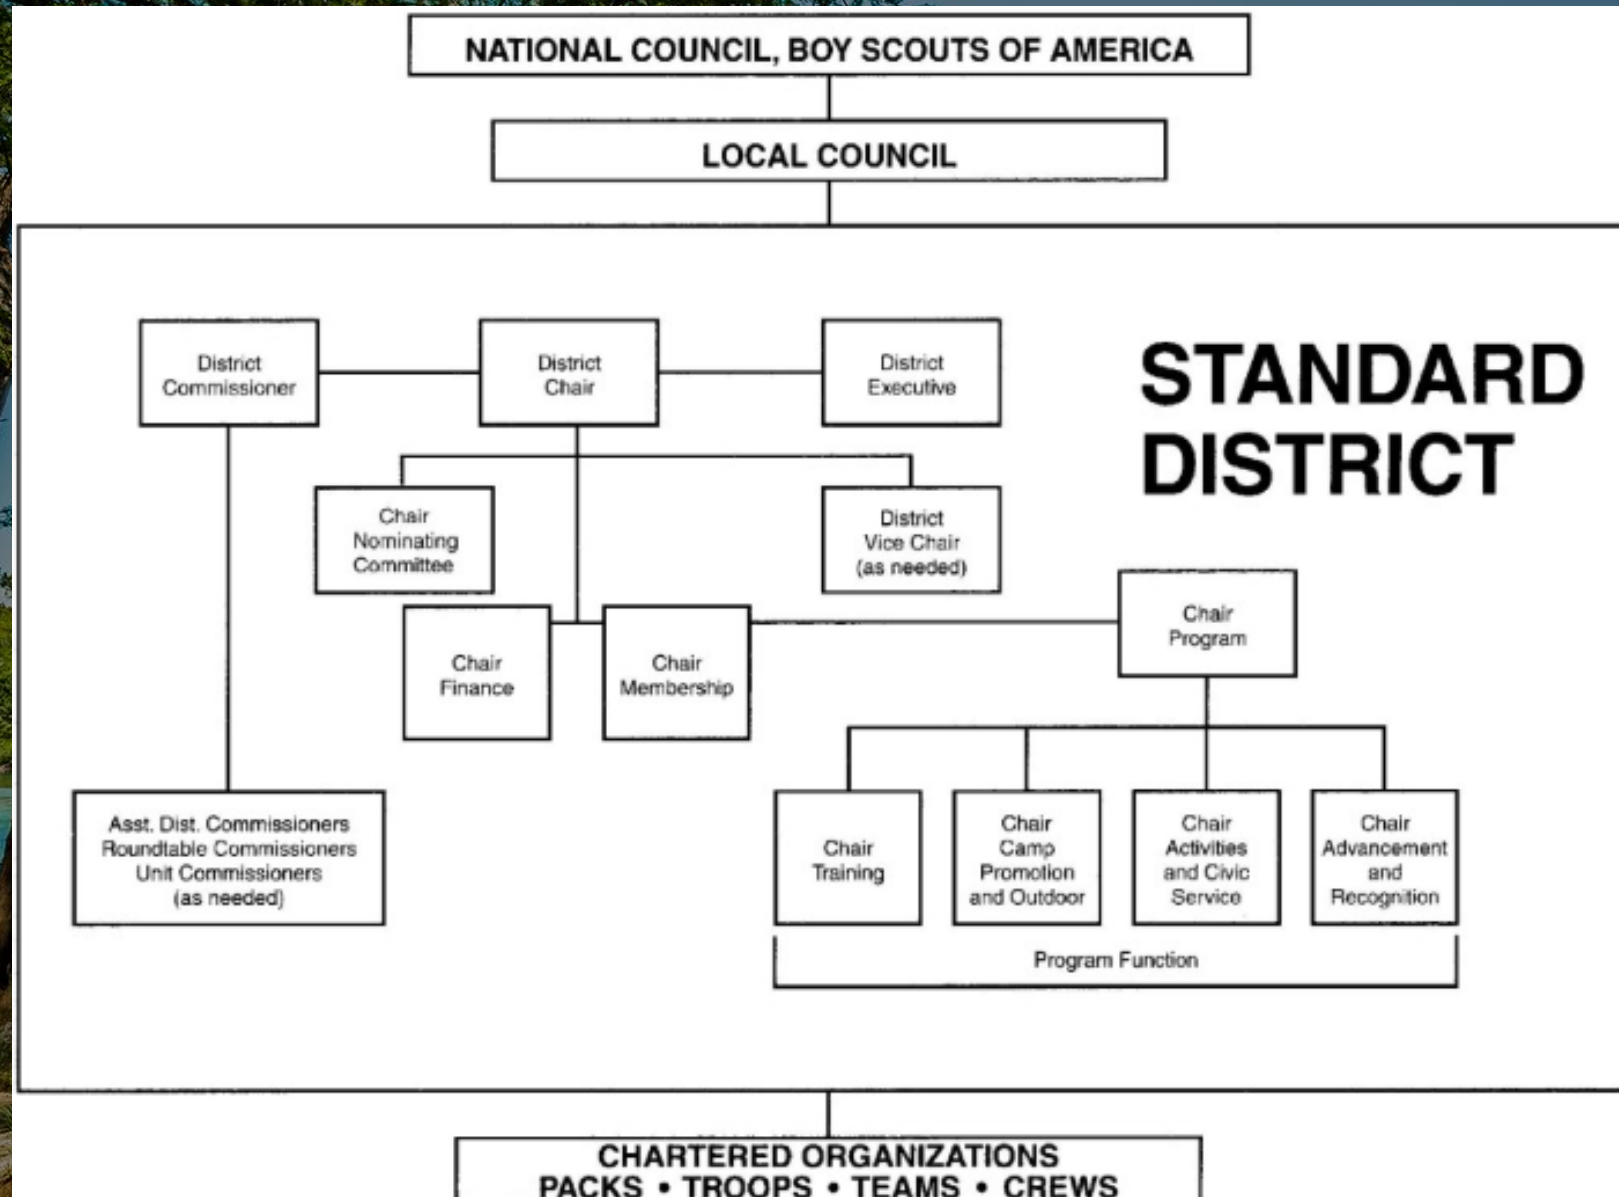 NATIONAL COUNCIL, BOY SCOUTS OF AMERICA
LOCAL COUNCIL
STANDARD
DISTRICT
District
Commissioner
District
Chair
District
Executive
Chair
Nominating
Committee
District
Vice Chair
(as needed)
Chair
Finance
Chair
Membership
Chair
Program
Asst. Dist. Commissioners
Roundtable Commissioners
Unit Commissioners
(as needed)
Chair
Training
Chair
Camp
Promotion
and Outdoor
Chair
Activities
and Civic
Service
Chair
Advancement
and
Recognition
Program Function
CHARTERED ORGANIZATIONS
PACKS • TROOPS • TEAMS • CREWS